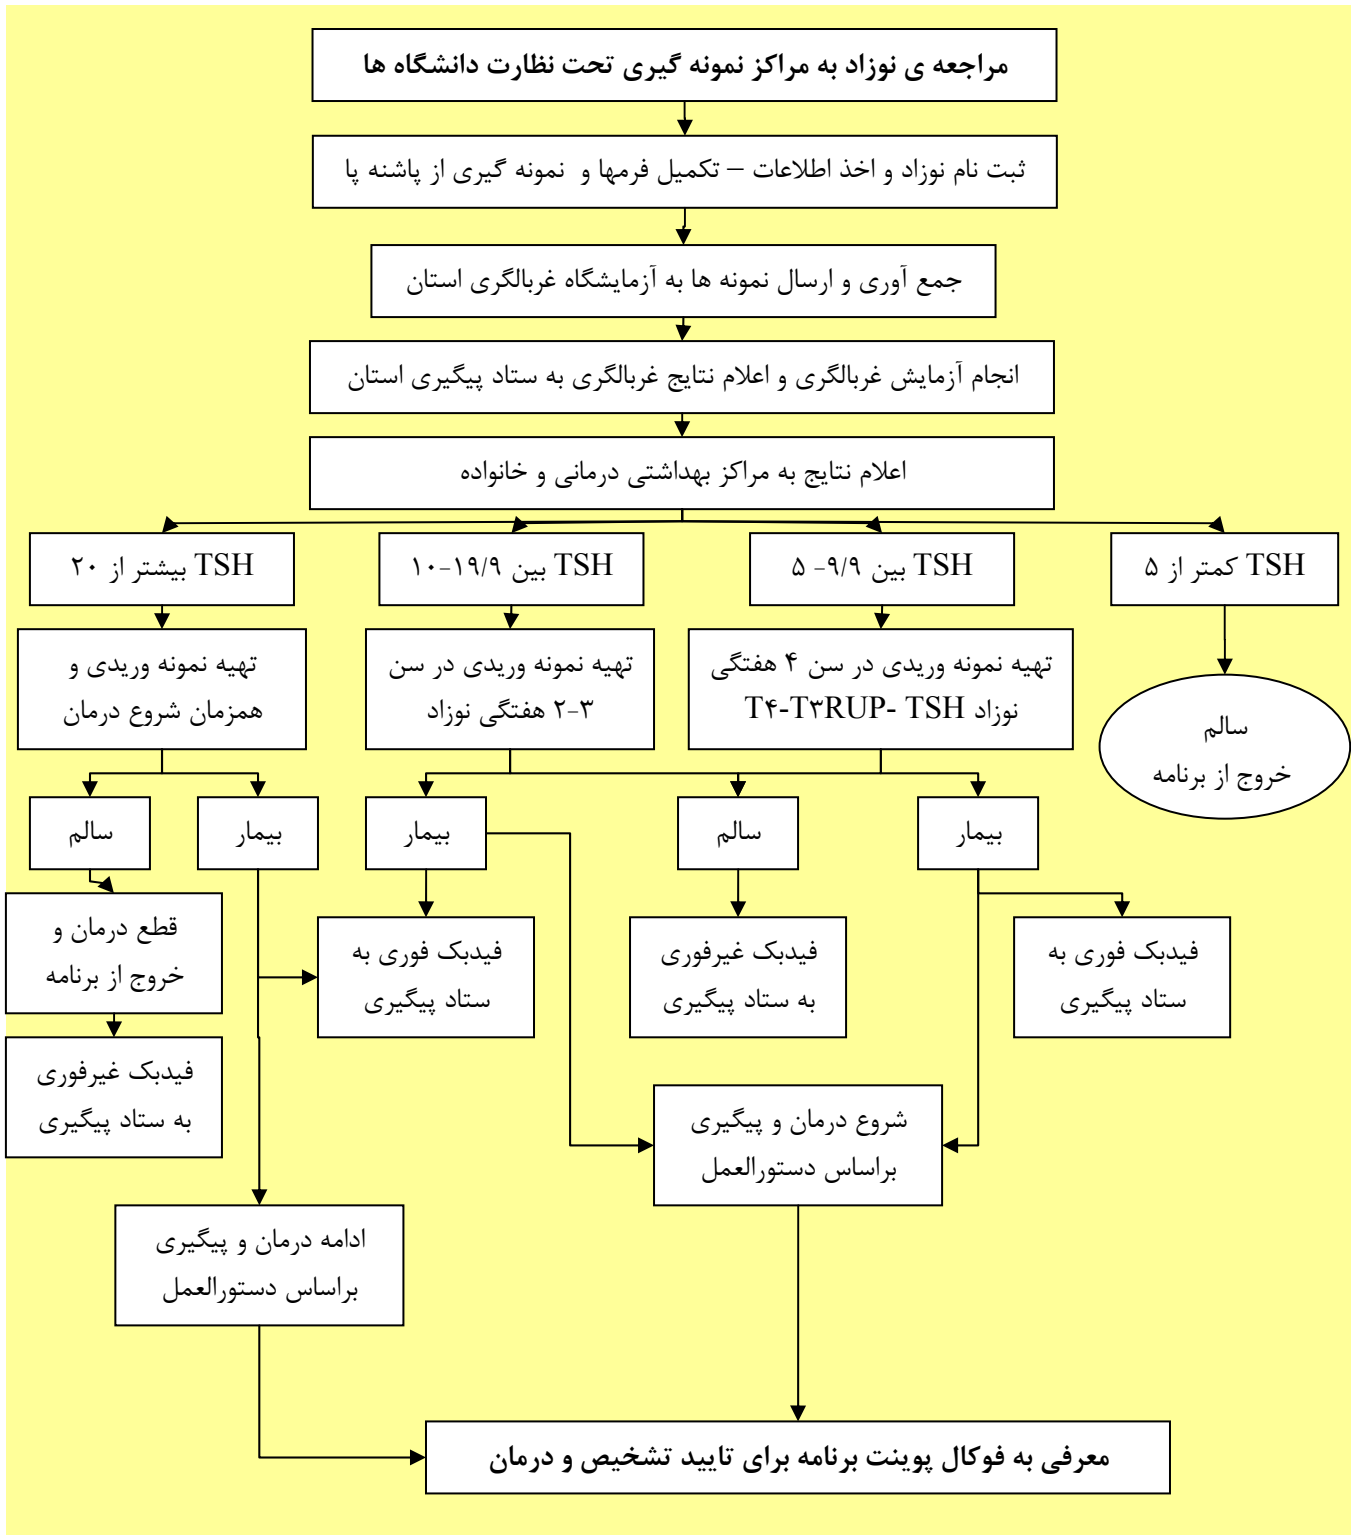 مراجعه ی نوزاد به مراکز نمونه گیری تحت نظارت دانشگاه ها
ثبت نام نوزاد و اخذ اطلاعات – تکمیل فرمها و نمونه گیری از پاشنه پا
جمع آوری و ارسال نمونه ها به آزمایشگاه غربالگری استان
انجام آزمایش غربالگری و اعلام نتایج غربالگری به ستاد پیگیری استان
اعلام نتایج به مراکز بهداشتی درمانی و خانواده
TSH کمتر از ۵
TSH بین ۹/۹- ۵
TSH بین ۱۹/۹-۱۰
TSH بیشتر از ۲۰
سالم
خروج از برنامه
تهیه نمونه وریدی در سن ۴ هفتگی
نوزاد T۴-T۳RUP- TSH
تهیه نمونه وریدی در سن
۳-۲ هفتگی نوزاد
تهیه نمونه وریدی و
همزمان شروع درمان
بیمار
سالم
بیمار
بیمار
سالم
فیدبک فوری به
ستاد پیگیری
فیدبک غیرفوری
به ستاد پیگیری
فیدبک فوری به
ستاد پیگیری
قطع درمان و
خروج از برنامه
فیدبک غیرفوری
به ستاد پیگیری
شروع درمان و پیگیری
براساس دستورالعمل
ادامه درمان و پیگیری
براساس دستورالعمل
معرفی به فوکال پوینت برنامه برای تایید تشخیص و درمان